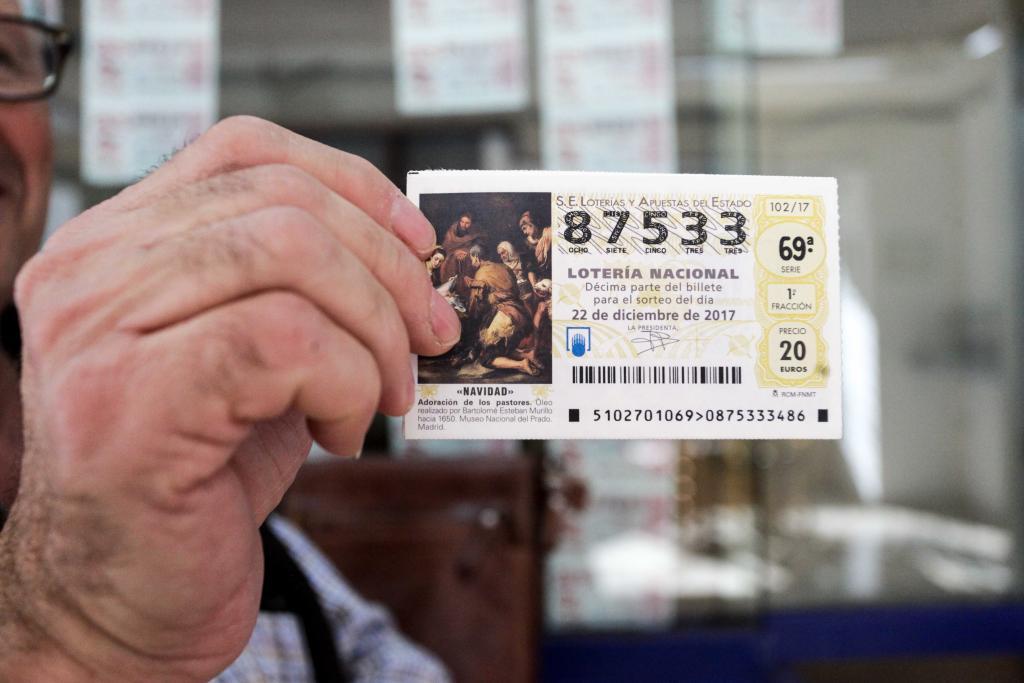 S.E. LOTERÍAS Y APUESTAS DEL ESTADO
87533
OCHO SIETE CINCO TRES TRES
LOTERÍA NACIONAL
Décima parte del billete
para el sorteo del día
22 de diciembre de 2017
LA PRESIDENTA,
102/17
69ª
SERIE
1ª
FRACCIÓN
PRECIO
20
EUROS
RCM-FNMT
5102701069>0875333486
«NAVIDAD»
Adoración de los pastores. Óleo
realizado por Bartolomé Esteban Murillo
hacia 1650. Museo Nacional del Prado.
Madrid.